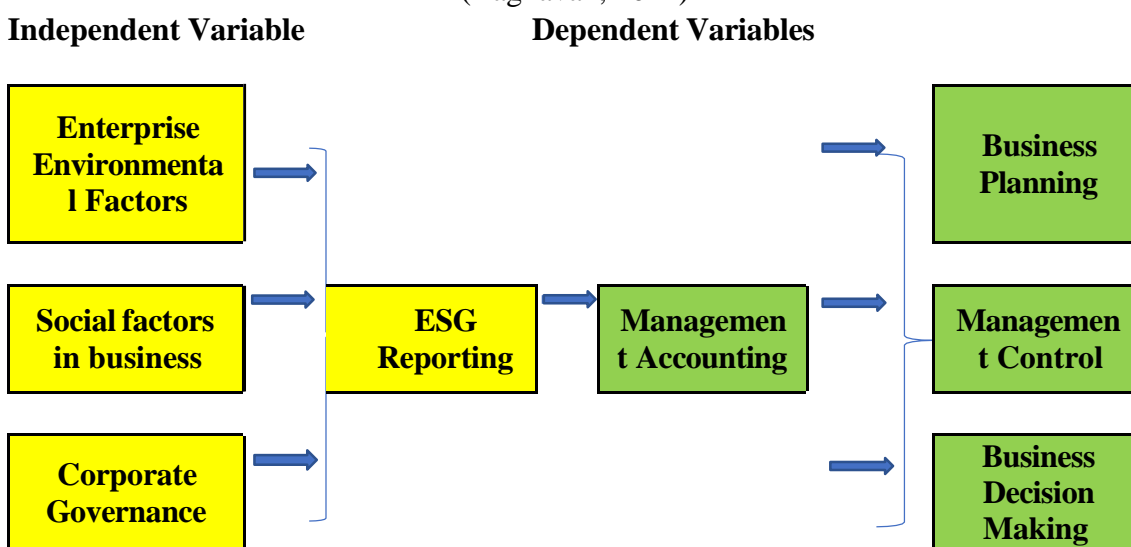 Independent Variable
Dependent Variables
Enterprise
Environmenta
l Factors
Business
Planning
Social factors
in business
ESG
Reporting
Managemen
t Accounting
Managemen
t Control
Corporate
Governance
Business
Decision
Making